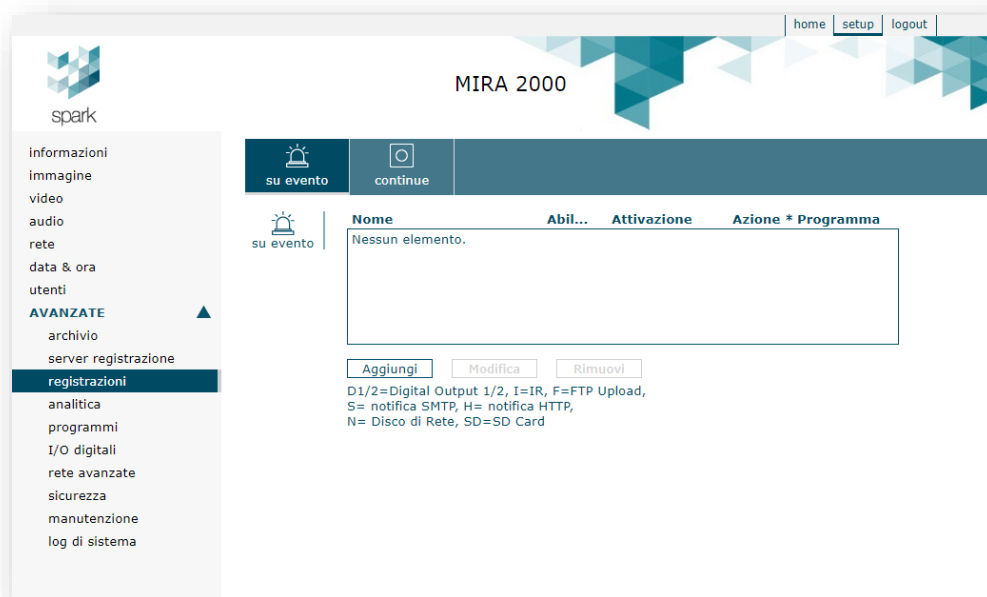 home setup logout
spark
MIRA 2000
informazioni
immagine
video
audio
rete
data & ora
utenti
AVANZATE
archivio
server registrazione
registrazioni
analitica
programmi
I/O digitali
rete avanzate
sicurezza
manutenzione
log di sistema
su evento continue
su evento
Nome Abil... Attivazione Azione * Programma
Nessun elemento.
Aggiungi Modifica Rimuovi
D1/2=Digital Output 1/2, I=IR, F=FTP Upload,
S= notifica SMTP, H= notifica HTTP,
N= Disco di Rete, SD=SD Card